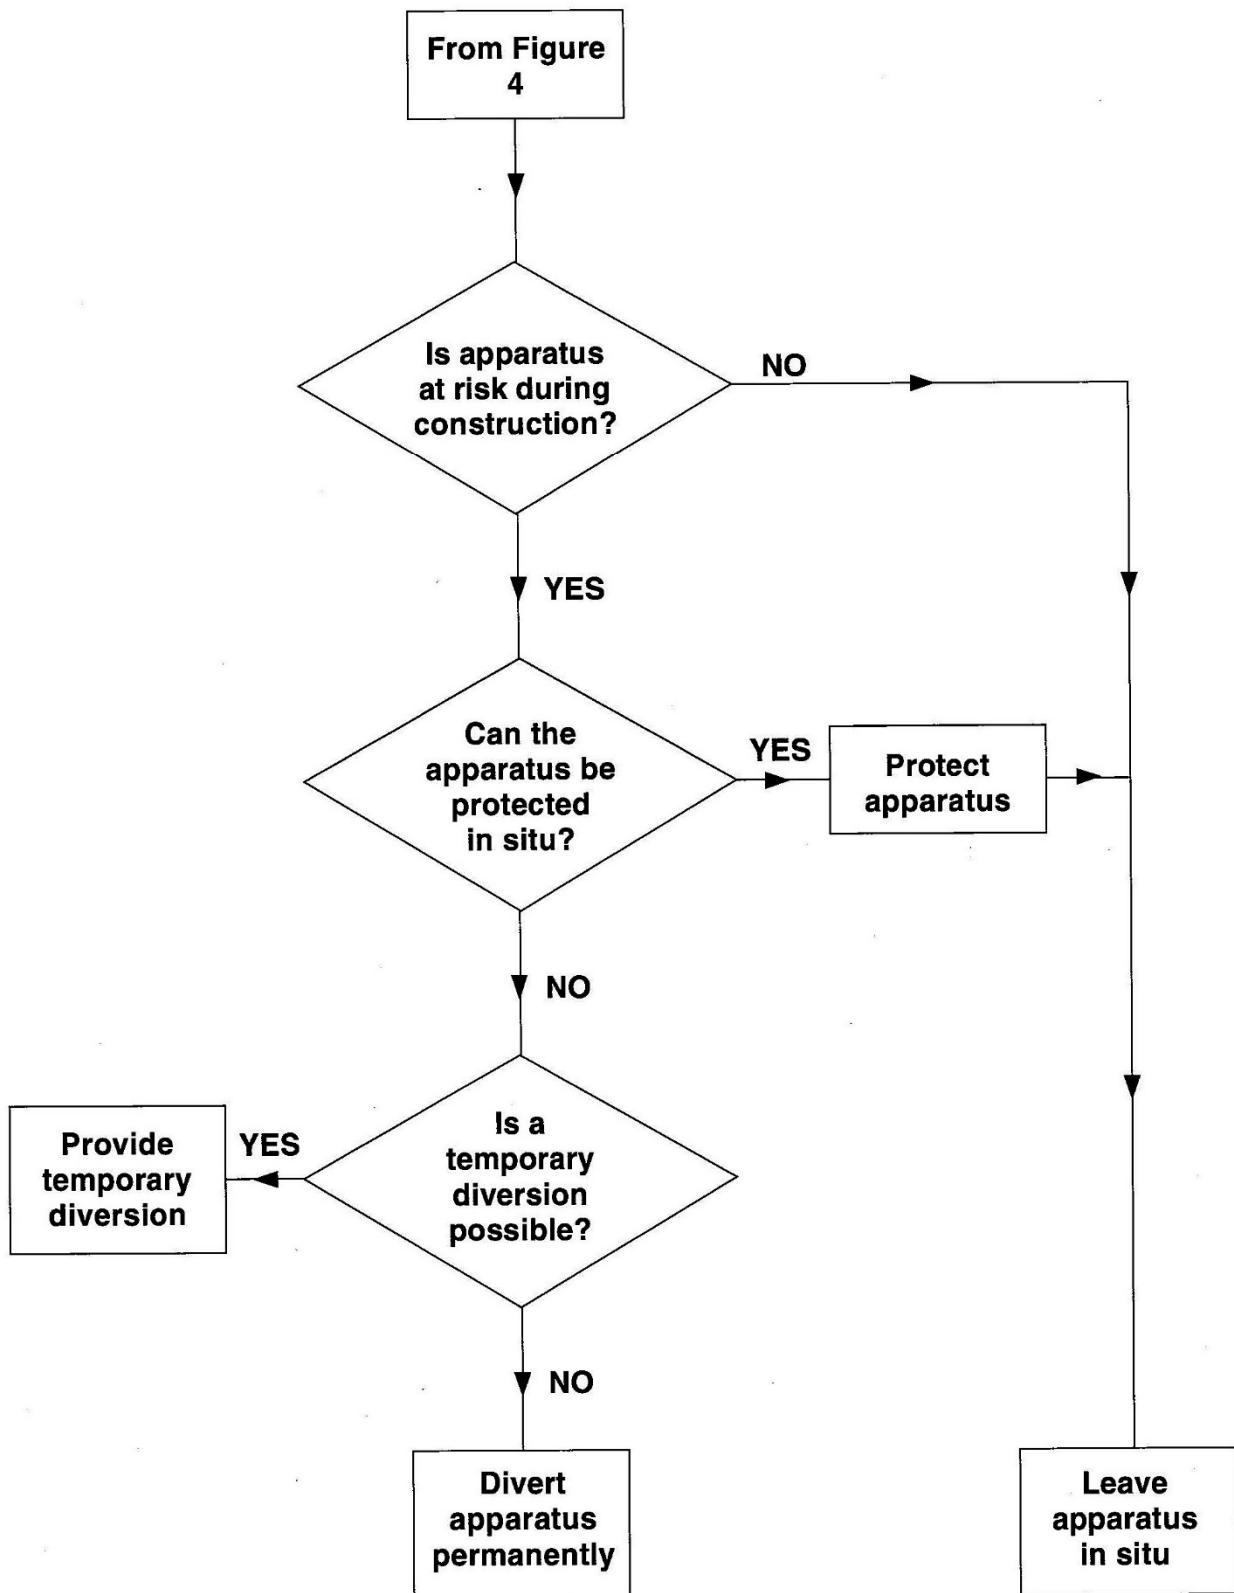 From Figure
4
Is apparatus
at risk during
construction?
NO
YES
Can the
apparatus be
protected
in situ?
YES
Protect
apparatus
NO
Is a
temporary
diversion
possible?
YES
Provide
temporary
diversion
NO
Divert
apparatus
permanently
Leave
apparatus
in situ